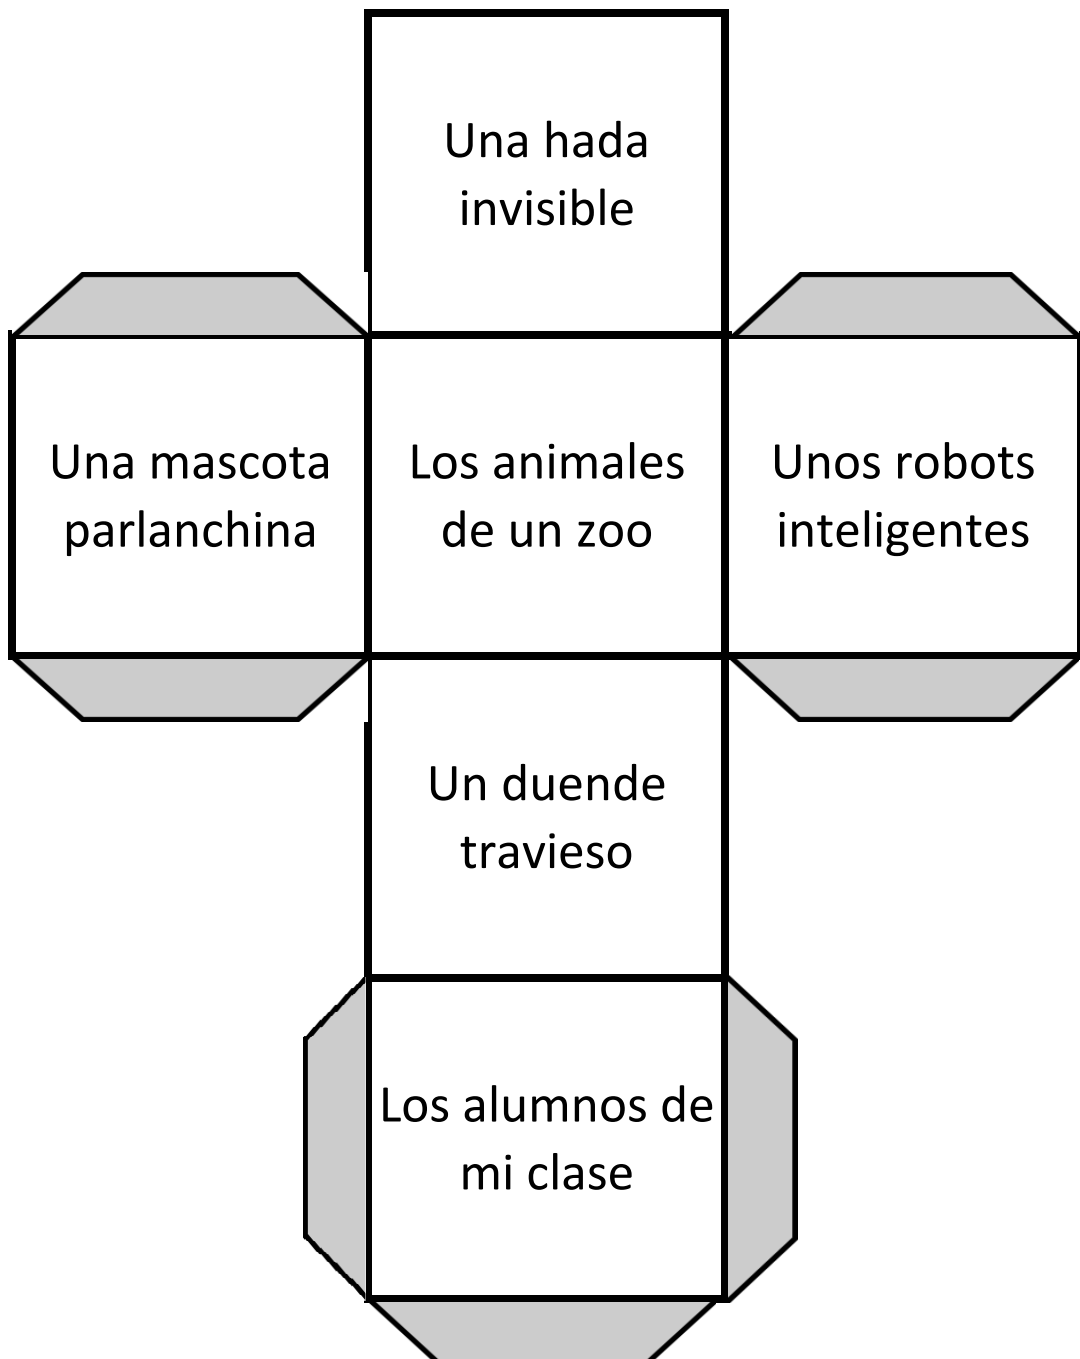 Una hada
invisible
Una mascota
parlanchina
Los animales
de un zoo
Unos robots
inteligentes
Un duende
travieso
Los alumnos de
mi clase